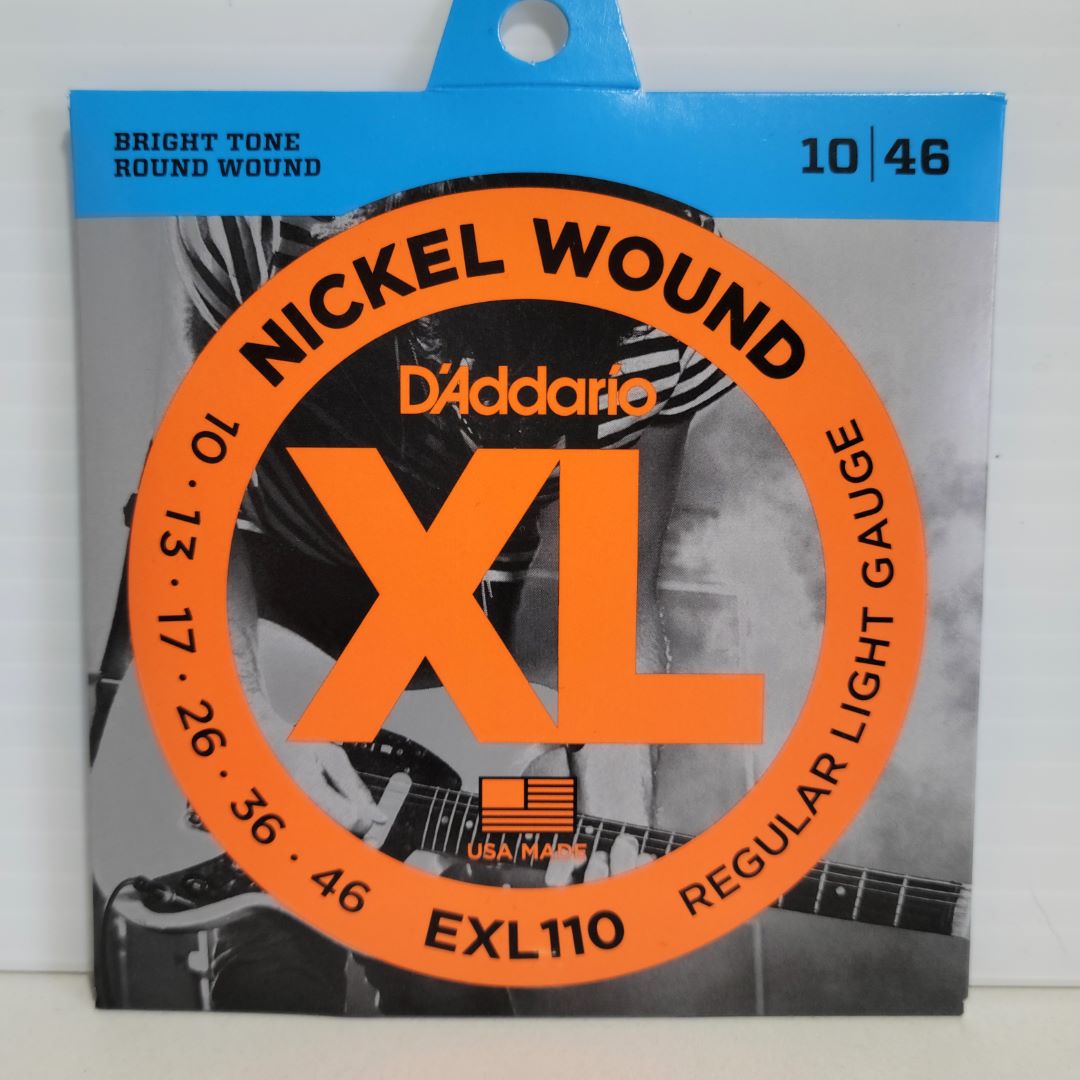 BRIGHT TONE
ROUND WOUND
10|46
NICKEL WOUND
D'Addario
XL
10 · 13 · 17 · 26 · 36 · 46
REGULAR LIGHT GAUGE
USA MADE
EXL110